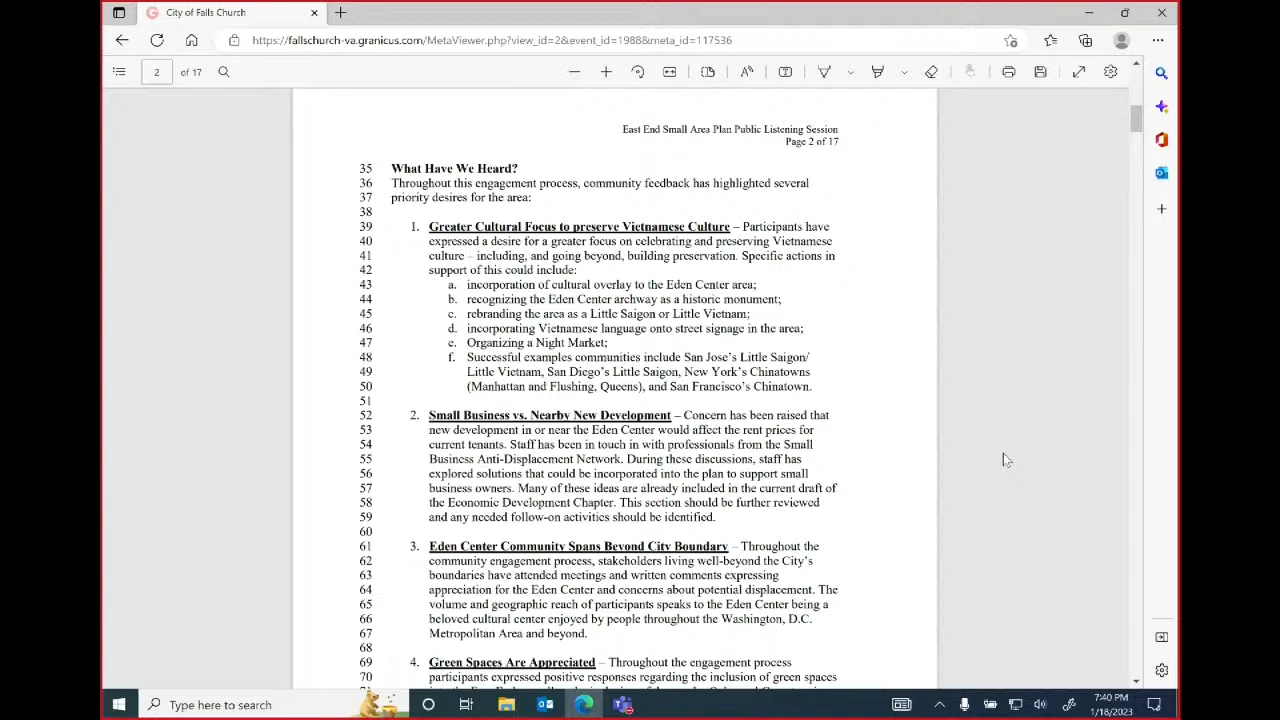 City of Falls Church
https://fallschurch-va.granicus.com/MetaViewer.php?view_id=2&event_id=1988&meta_id=117536
2 of 17
East End Small Area Plan Public Listening Session
Page 2 of 17
35 What Have We Heard?
36 Throughout this engagement process, community feedback has highlighted several
37 priority desires for the area:
38
39 1. Greater Cultural Focus to preserve Vietnamese Culture – Participants have
40 expressed a desire for a greater focus on celebrating and preserving Vietnamese
41 culture – including, and going beyond, building preservation. Specific actions in
42 support of this could include:
43 a. incorporation of cultural overlay to the Eden Center area;
44 b. recognizing the Eden Center archway as a historic monument;
45 c. rebranding the area as a Little Saigon or Little Vietnam;
46 d. incorporating Vietnamese language onto street signage in the area;
47 e. Organizing a Night Market;
48 f. Successful examples communities include San Jose's Little Saigon/
49 Little Vietnam, San Diego's Little Saigon, New York's Chinatowns
50 (Manhattan and Flushing, Queens), and San Francisco's Chinatown.
51
52 2. Small Business vs. Nearby New Development – Concern has been raised that
53 new development in or near the Eden Center would affect the rent prices for
54 current tenants. Staff has been in touch in with professionals from the Small
55 Business Anti-Displacement Network. During these discussions, staff has
56 explored solutions that could be incorporated into the plan to support small
57 business owners. Many of these ideas are already included in the current draft of
58 the Economic Development Chapter. This section should be further reviewed
59 and any needed follow-on activities should be identified.
60
61 3. Eden Center Community Spans Beyond City Boundary – Throughout the
62 community engagement process, stakeholders living well-beyond the City's
63 boundaries have attended meetings and written comments expressing
64 appreciation for the Eden Center and concerns about potential displacement. The
65 volume and geographic reach of participants speaks to the Eden Center being a
66 beloved cultural center enjoyed by people throughout the Washington, D.C.
67 Metropolitan Area and beyond.
68
69 4. Green Spaces Are Appreciated – Throughout the engagement process
70 participants expressed positive responses regarding the inclusion of green spaces
Type here to search
7:40 PM
1/18/2023